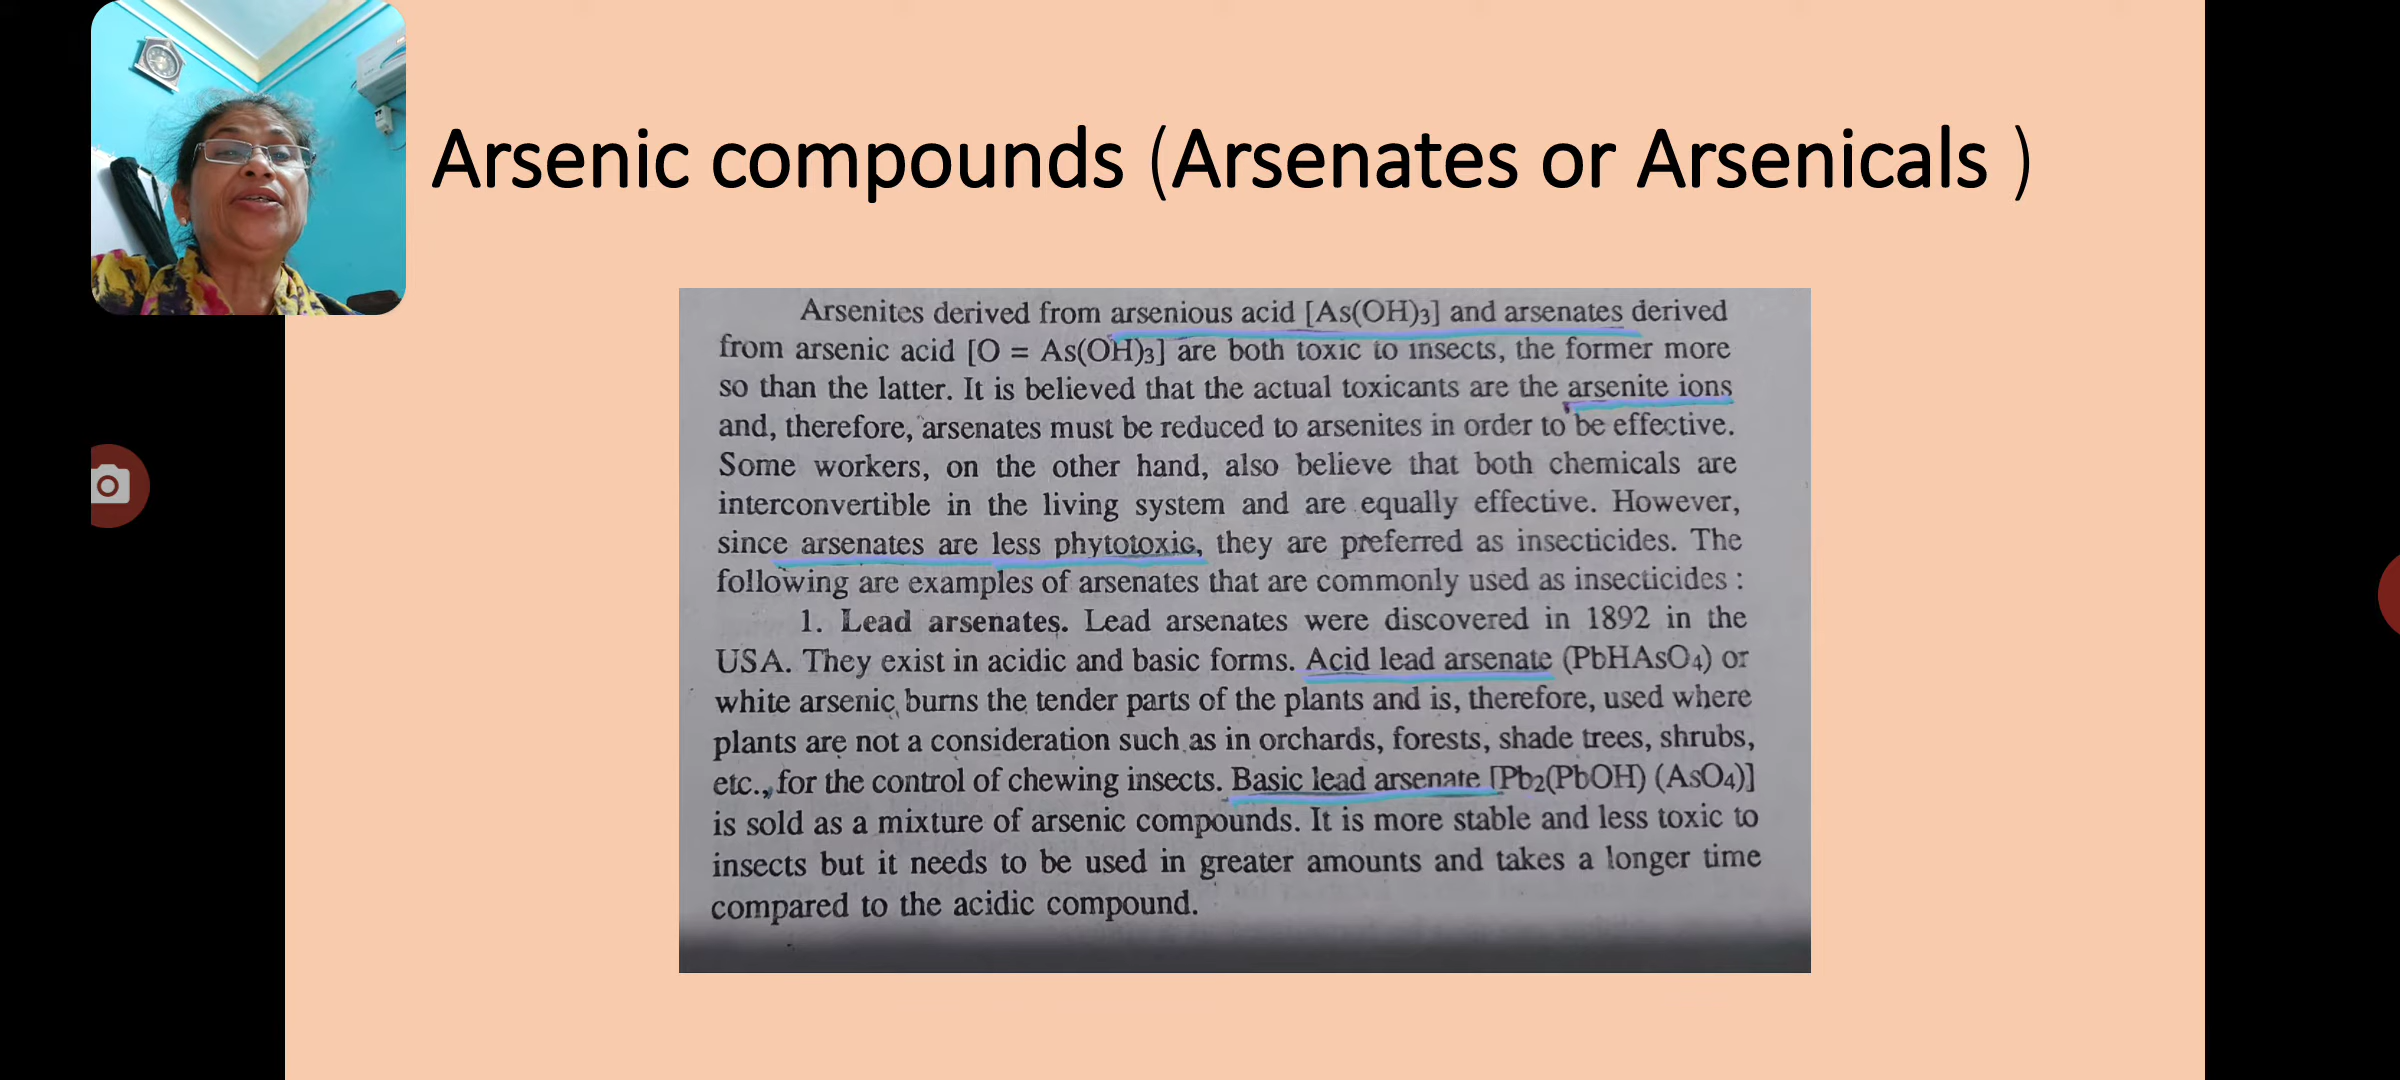 Arsenic compounds (Arsenates or Arsenicals )
Arsenites derived from arsenious acid [As(OH)3] and arsenates derived
from arsenic acid [O = As(OH)3] are both toxic to insects, the former more
so than the latter. It is believed that the actual toxicants are the arsenite ions
and, therefore, arsenates must be reduced to arsenites in order to be effective.
Some workers, on the other hand, also believe that both chemicals are
interconvertible in the living system and are equally effective. However,
since arsenates are less phytotoxic, they are preferred as insecticides. The
following are examples of arsenates that are commonly used as insecticides :
1. Lead arsenates. Lead arsenates were discovered in 1892 in the
USA. They exist in acidic and basic forms. Acid lead arsenate (PbHAsO4) or
white arsenic burns the tender parts of the plants and is, therefore, used where
plants are not a consideration such as in orchards, forests, shade trees, shrubs,
etc., for the control of chewing insects. Basic lead arsenate [Pb2(PbOH) (AsO4)]
is sold as a mixture of arsenic compounds. It is more stable and less toxic to
insects but it needs to be used in greater amounts and takes a longer time
compared to the acidic compound.